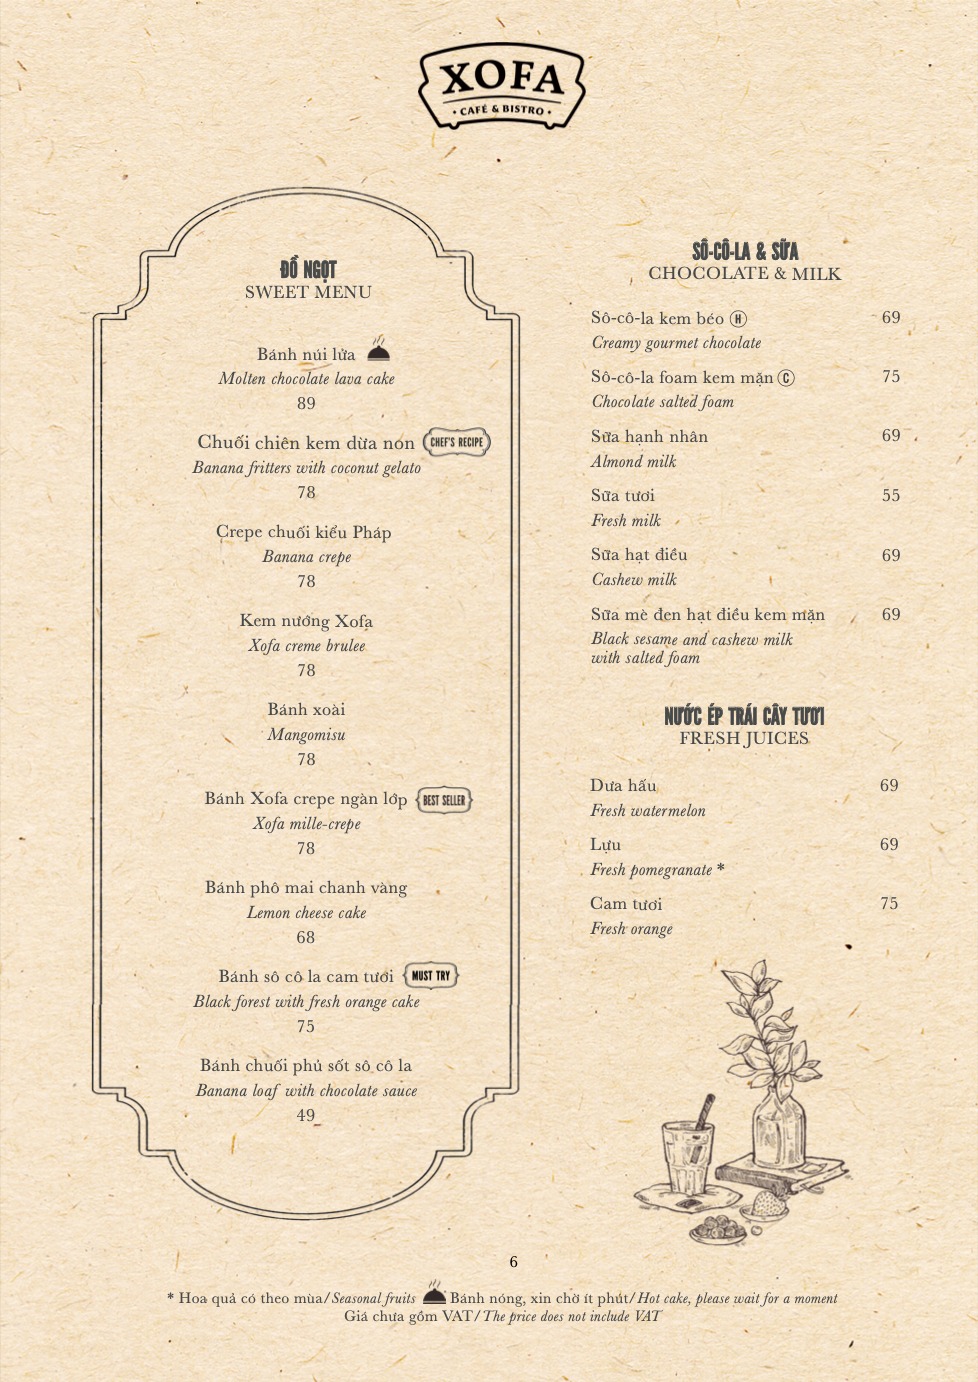 XOFA
• CAFÉ & BISTRO •
ĐỒ NGỌT
SWEET MENU
Bánh núi lửa
Molten chocolate lava cake
89
Chuối chiên kem dừa non CHEF'S RECIPE
Banana fritters with coconut gelato
78
Crepe chuối kiểu Pháp
Banana crepe
78
Kem nướng Xofa
Xofa creme brulee
78
Bánh xoài
Mangomisu
78
Bánh Xofa crepe ngàn lớp BEST SELLER
Xofa mille-crepe
78
Bánh phô mai chanh vàng
Lemon cheese cake
68
Bánh sô cô la cam tươi MUST TRY
Black forest with fresh orange cake
75
Bánh chuối phủ sốt sô cô la
Banana loaf with chocolate sauce
49
SÔ-CÔ-LA & SỮA
CHOCOLATE & MILK
Sô-cô-la kem béo Ⓗ 69
Creamy gourmet chocolate
Sô-cô-la foam kem mặn Ⓒ 75
Chocolate salted foam
Sữa hạnh nhân 69
Almond milk
Sữa tươi 55
Fresh milk
Sữa hạt điều 69
Cashew milk
Sữa mè đen hạt điều kem mặn 69
Black sesame and cashew milk
with salted foam
NƯỚC ÉP TRÁI CÂY TƯƠI
FRESH JUICES
Dưa hấu 69
Fresh watermelon
Lựu 69
Fresh pomegranate *
Cam tươi 75
Fresh orange
6
* Hoa quả có theo mùa/Seasonal fruits Bánh nóng, xin chờ ít phút/Hot cake, please wait for a moment
Giá chưa gồm VAT/The price does not include VAT